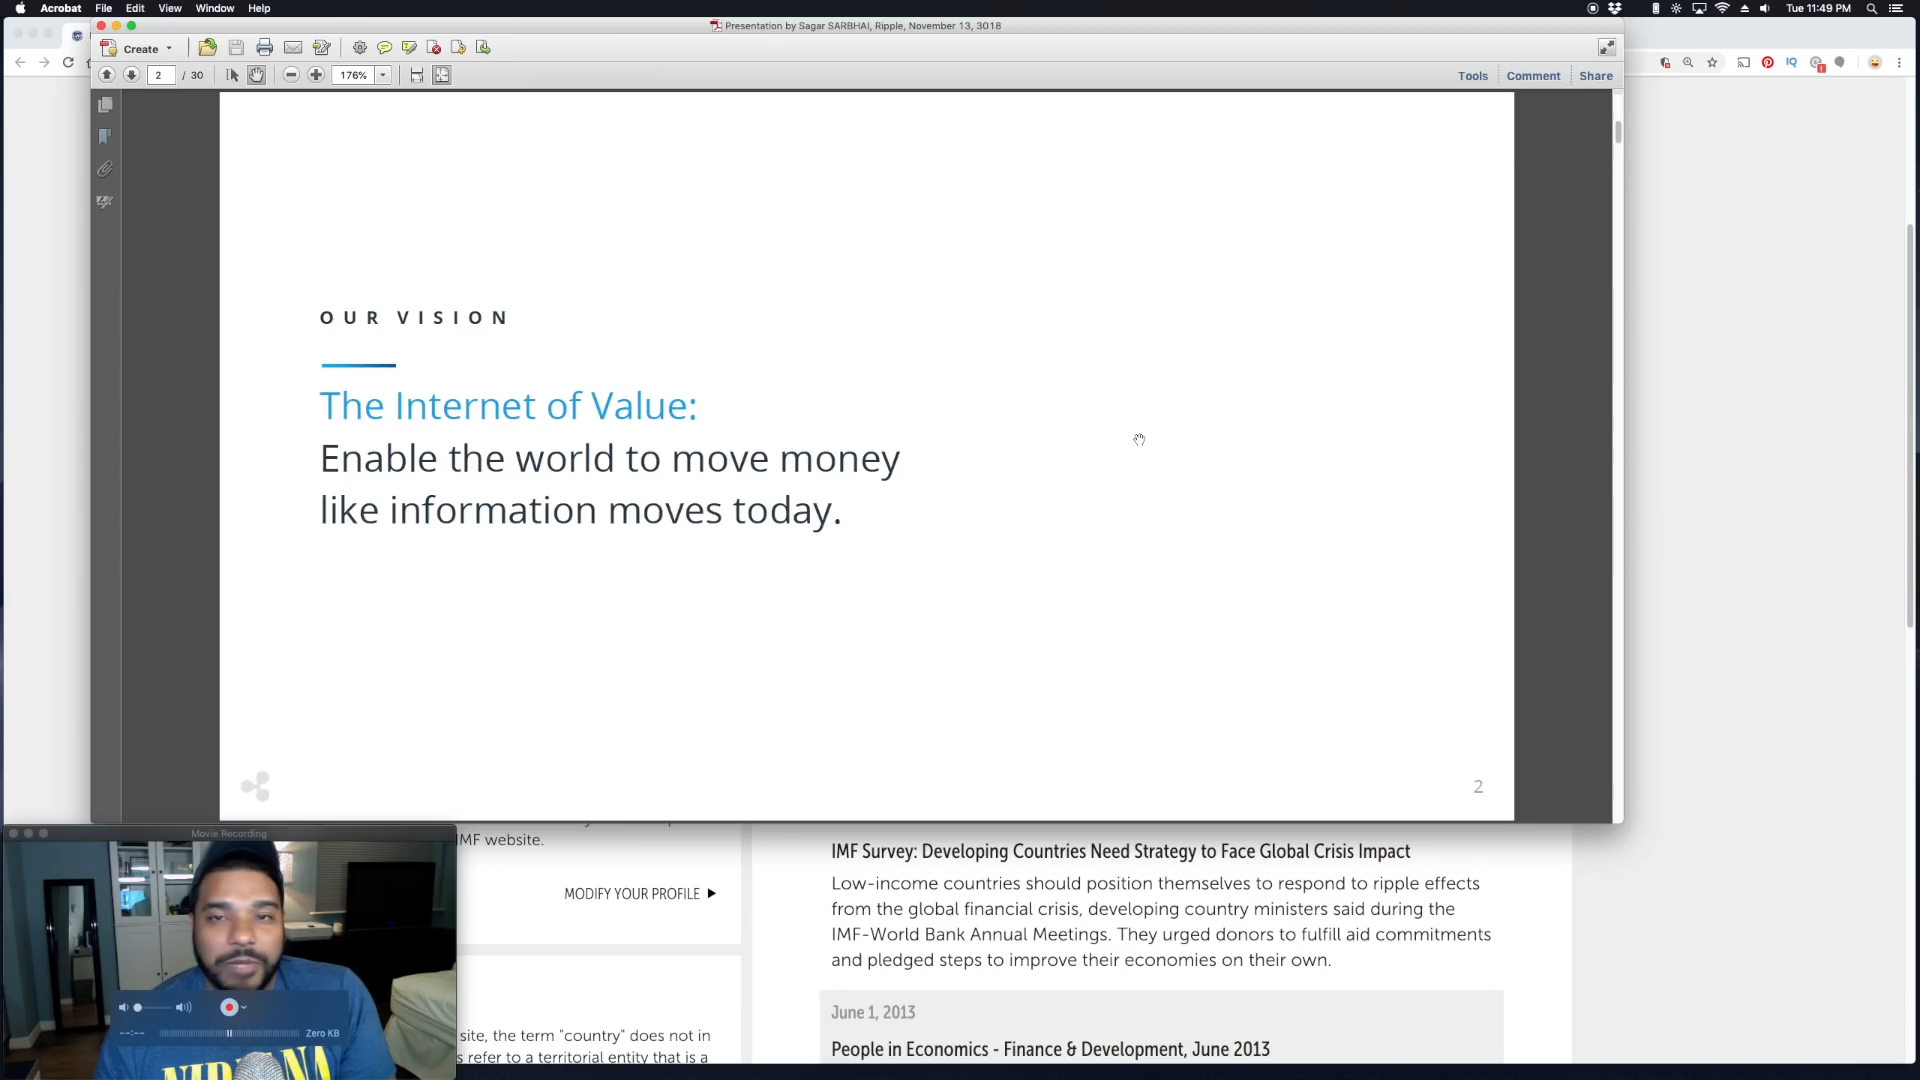 Acrobat File Edit View Window Help
Tue 11:49 PM
Presentation by Sagar SARBHAI, Ripple, November 13, 3018
Create
2 / 30
176%
Tools Comment Share
OUR VISION
The Internet of Value:
Enable the world to move money
like information moves today.
2
Movie Recording
IMF website.
MODIFY YOUR PROFILE
site, the term "country" does not in
refer to a territorial entity that is a
--:--
Zero KB
IMF Survey: Developing Countries Need Strategy to Face Global Crisis Impact
Low-income countries should position themselves to respond to ripple effects
from the global financial crisis, developing country ministers said during the
IMF-World Bank Annual Meetings. They urged donors to fulfill aid commitments
and pledged steps to improve their economies on their own.
June 1, 2013
People in Economics - Finance & Development, June 2013